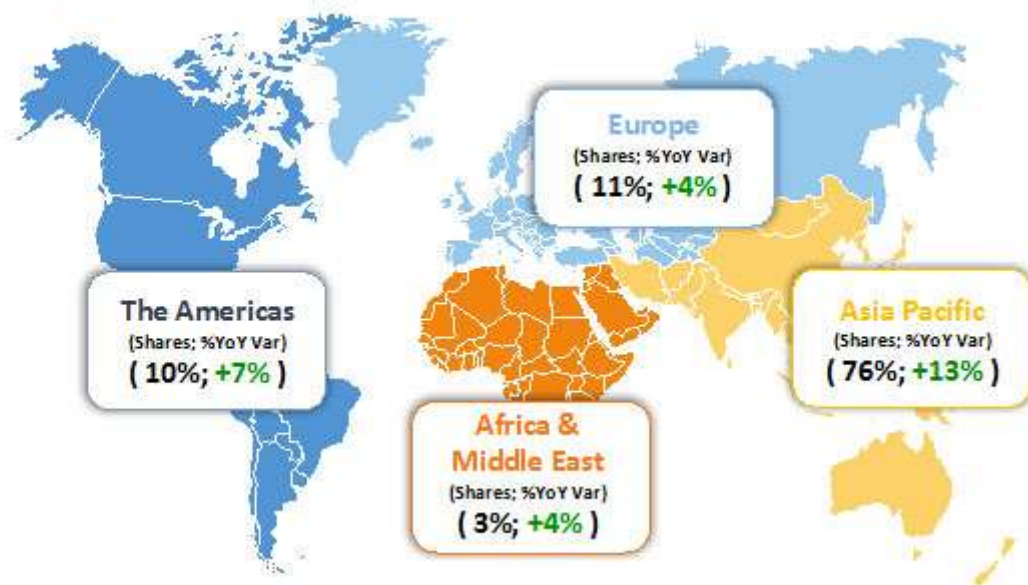 Europe
(Shares; %YoY Var)
( 11%; +4% )
The Americas
(Shares; %YoY Var)
( 10%; +7% )
Asia Pacific
(Shares; %YoY Var)
( 76%; +13% )
Africa &
Middle East
(Shares; %YoY Var)
( 3%; +4% )